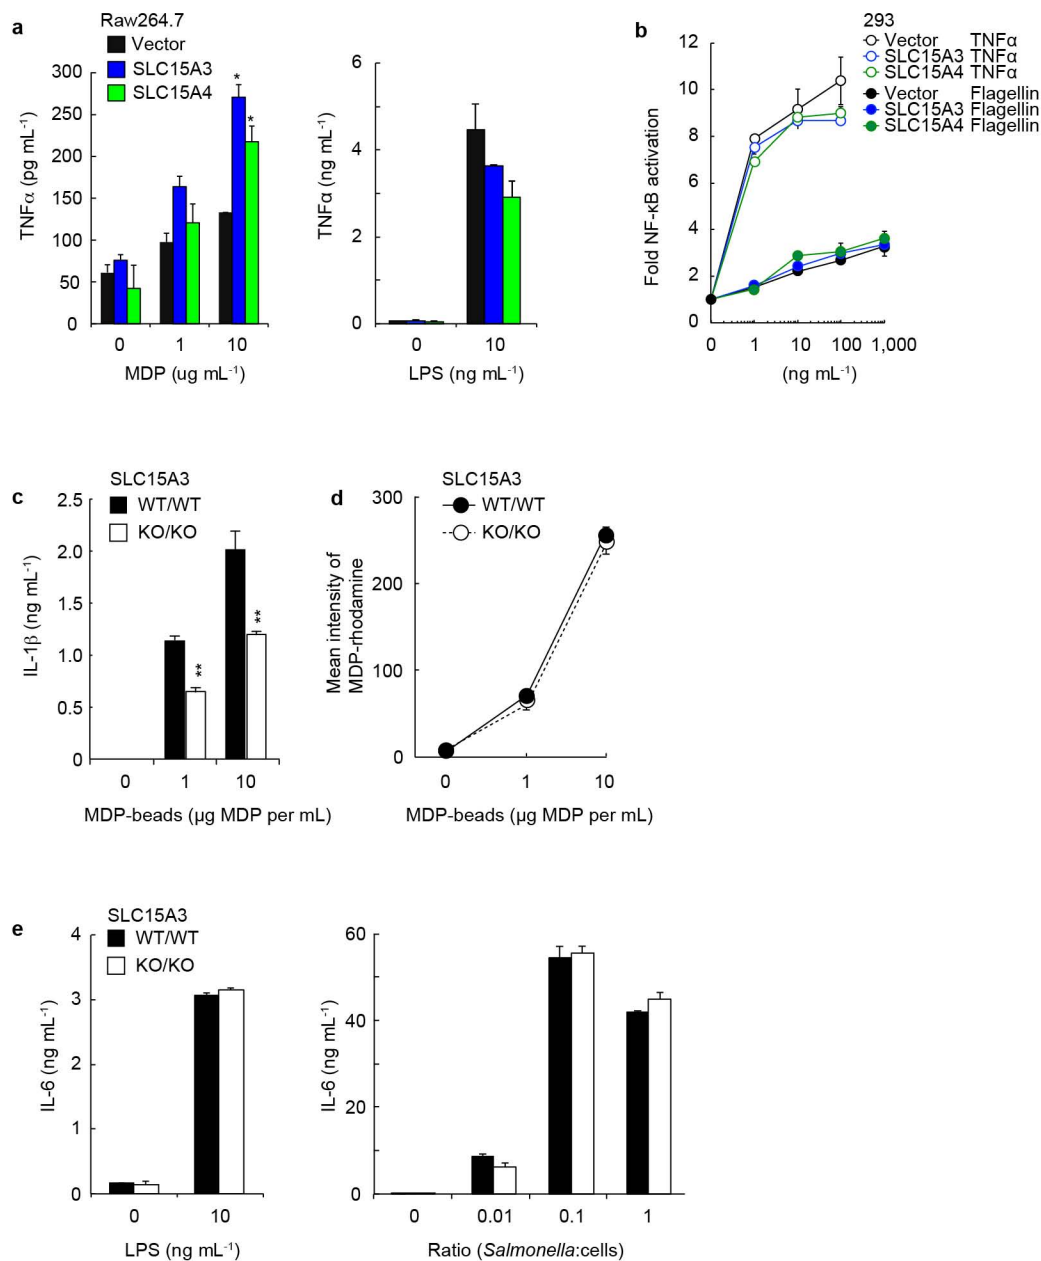 a
Raw264.7
Vector
SLC15A3
SLC15A4
TNFα (pg mL-1)
300
250
200
150
100
50
0
*
*
0 1 10
MDP (ug mL-1)
TNFα (ng mL-1)
6
4
2
0
0 10
LPS (ng mL-1)
b
293
Vector TNFα
SLC15A3 TNFα
SLC15A4 TNFα
Vector Flagellin
SLC15A3 Flagellin
SLC15A4 Flagellin
Fold NF-κB activation
12
10
8
6
4
2
0
0 1 10 100 1,000
(ng mL-1)
c
SLC15A3
WT/WT
KO/KO
IL-1β (ng mL-1)
2.5
2.0
1.5
1.0
0.5
0
**
**
0 1 10
MDP-beads (µg MDP per mL)
d
SLC15A3
WT/WT
KO/KO
Mean intensity of
MDP-rhodamine
300
200
100
0
0 1 10
MDP-beads (µg MDP per mL)
e
SLC15A3
WT/WT
KO/KO
IL-6 (ng mL-1)
4
3
2
1
0
0 10
LPS (ng mL-1)
IL-6 (ng mL-1)
60
40
20
0
0 0.01 0.1 1
Ratio (Salmonella:cells)